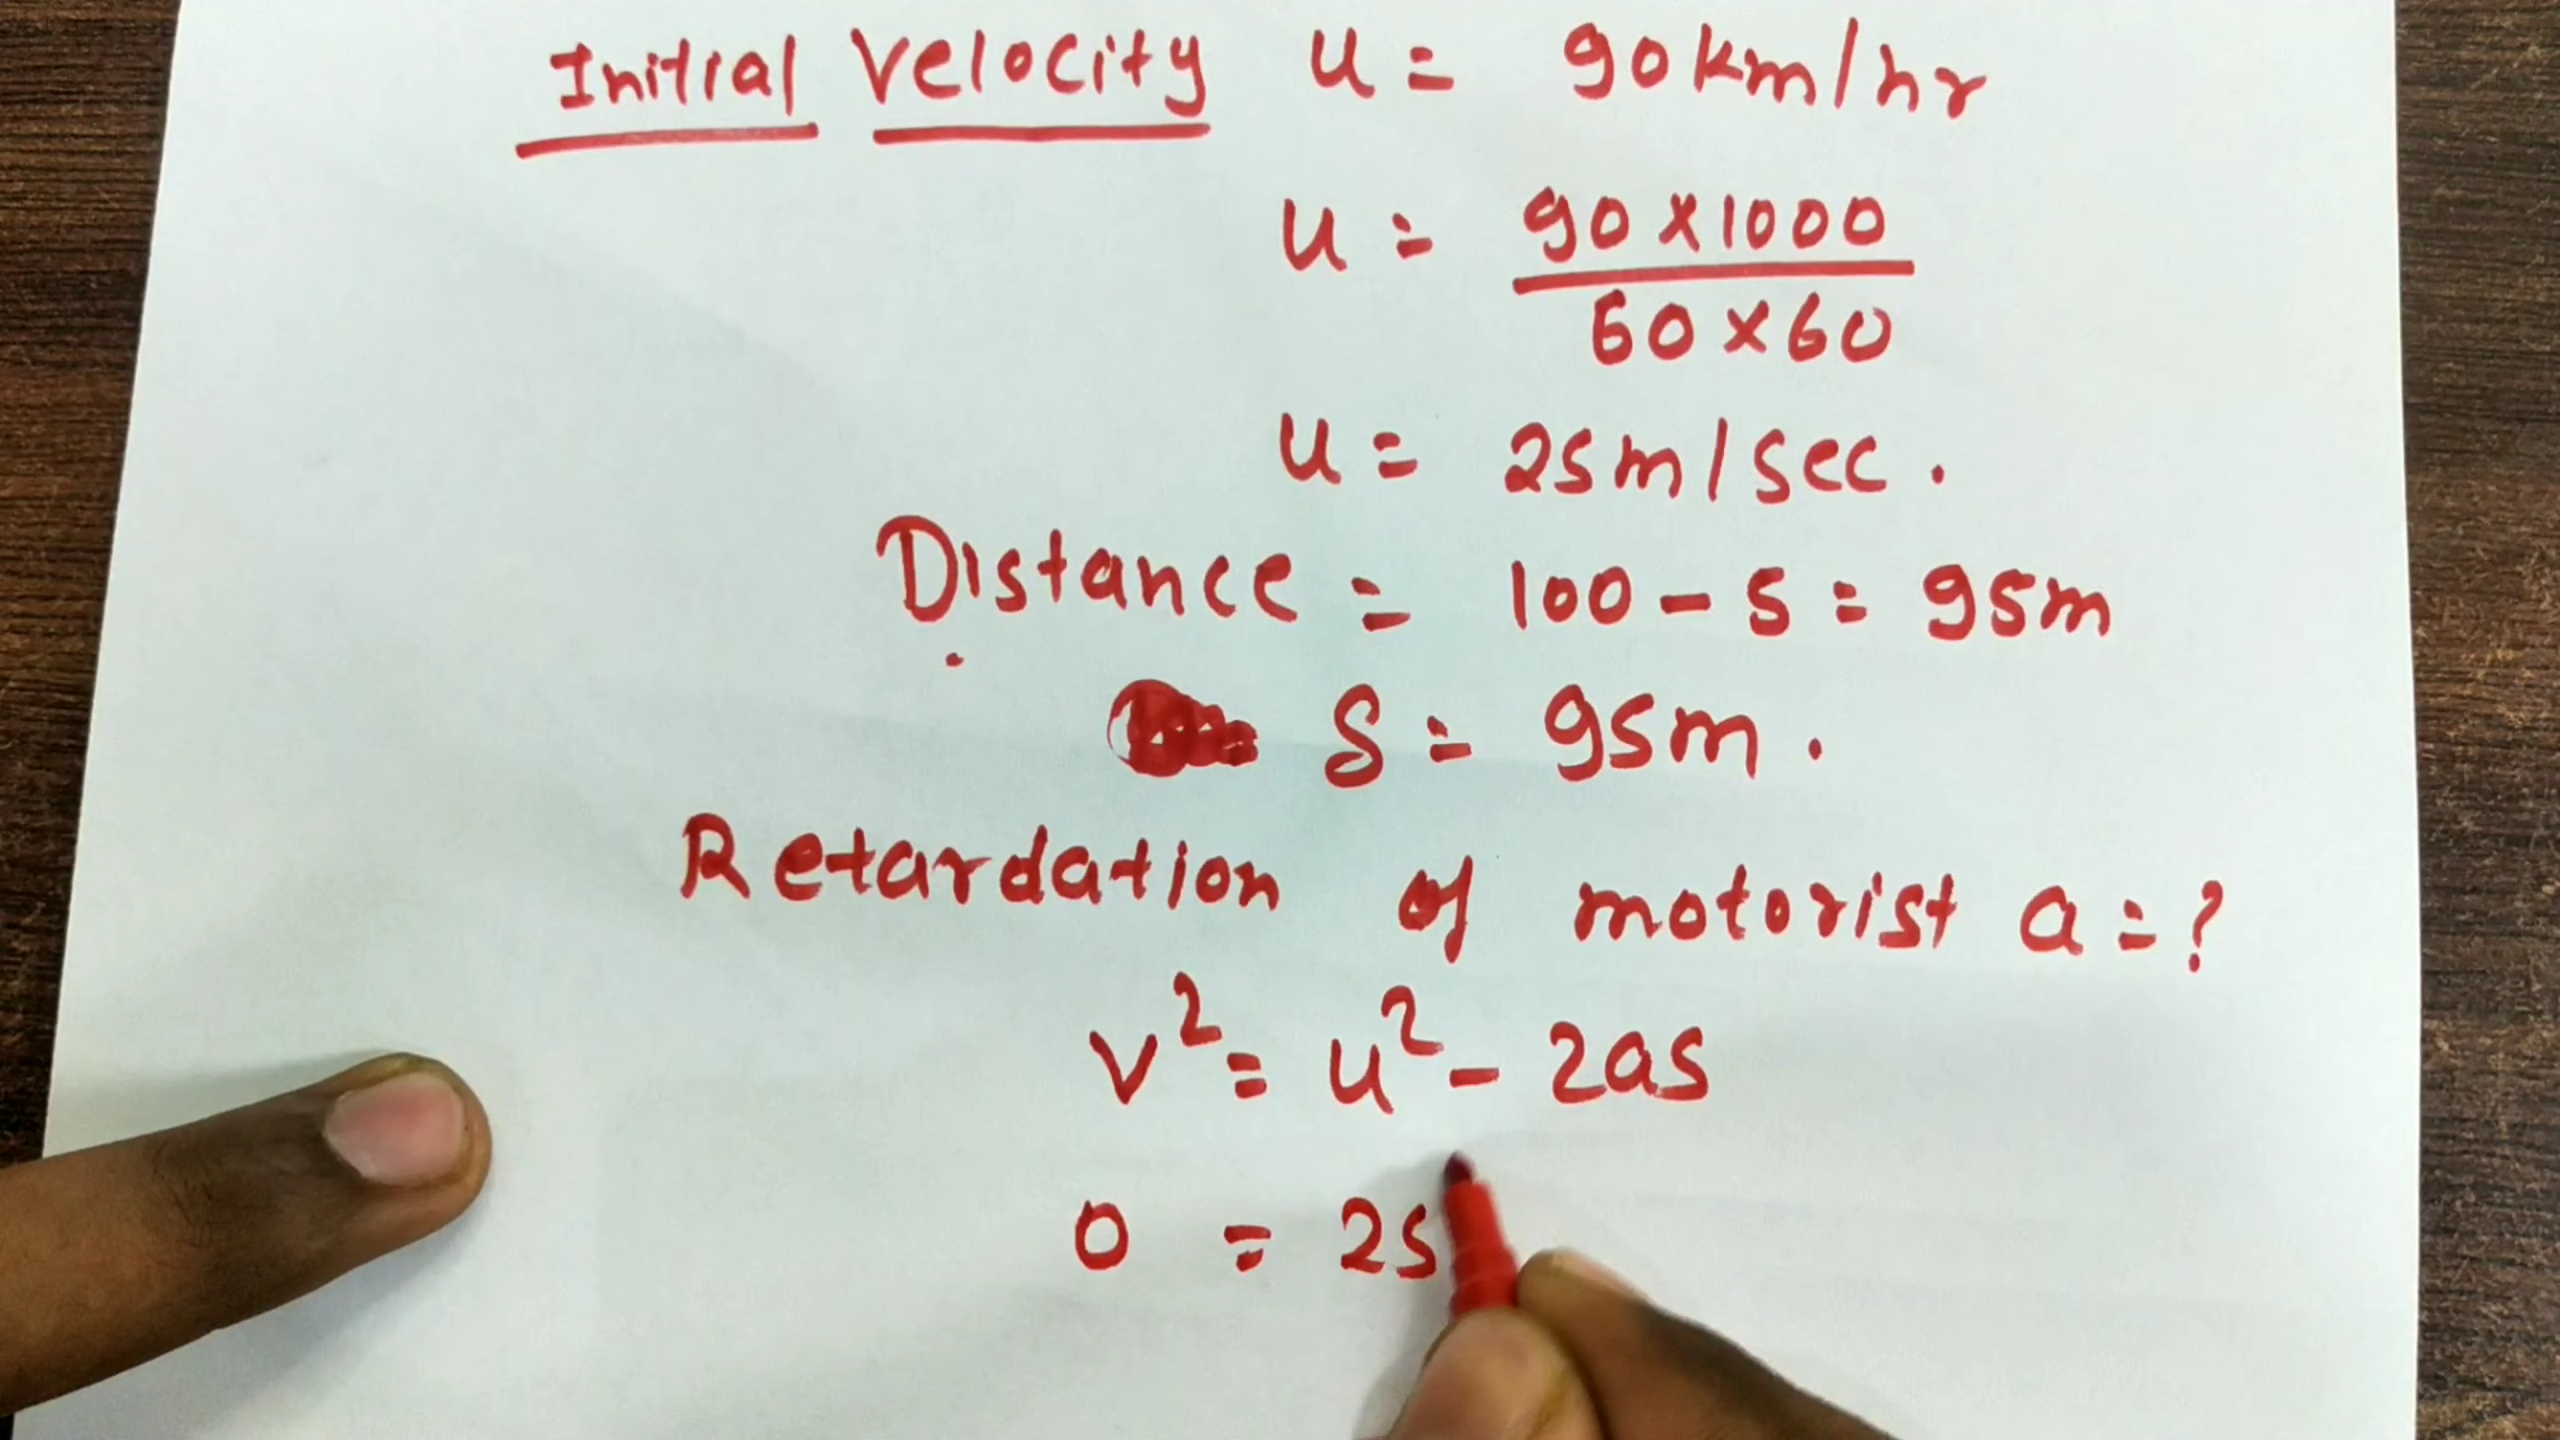 Initial Velocity u = 90km/hr
u = 90 x 1000
60 x 60
u = 25m/sec.
Distance = 100 - 5 = 95m
S = 95m.
Retardation of motorist a = ?
v² = u² - 2as
0 = 25